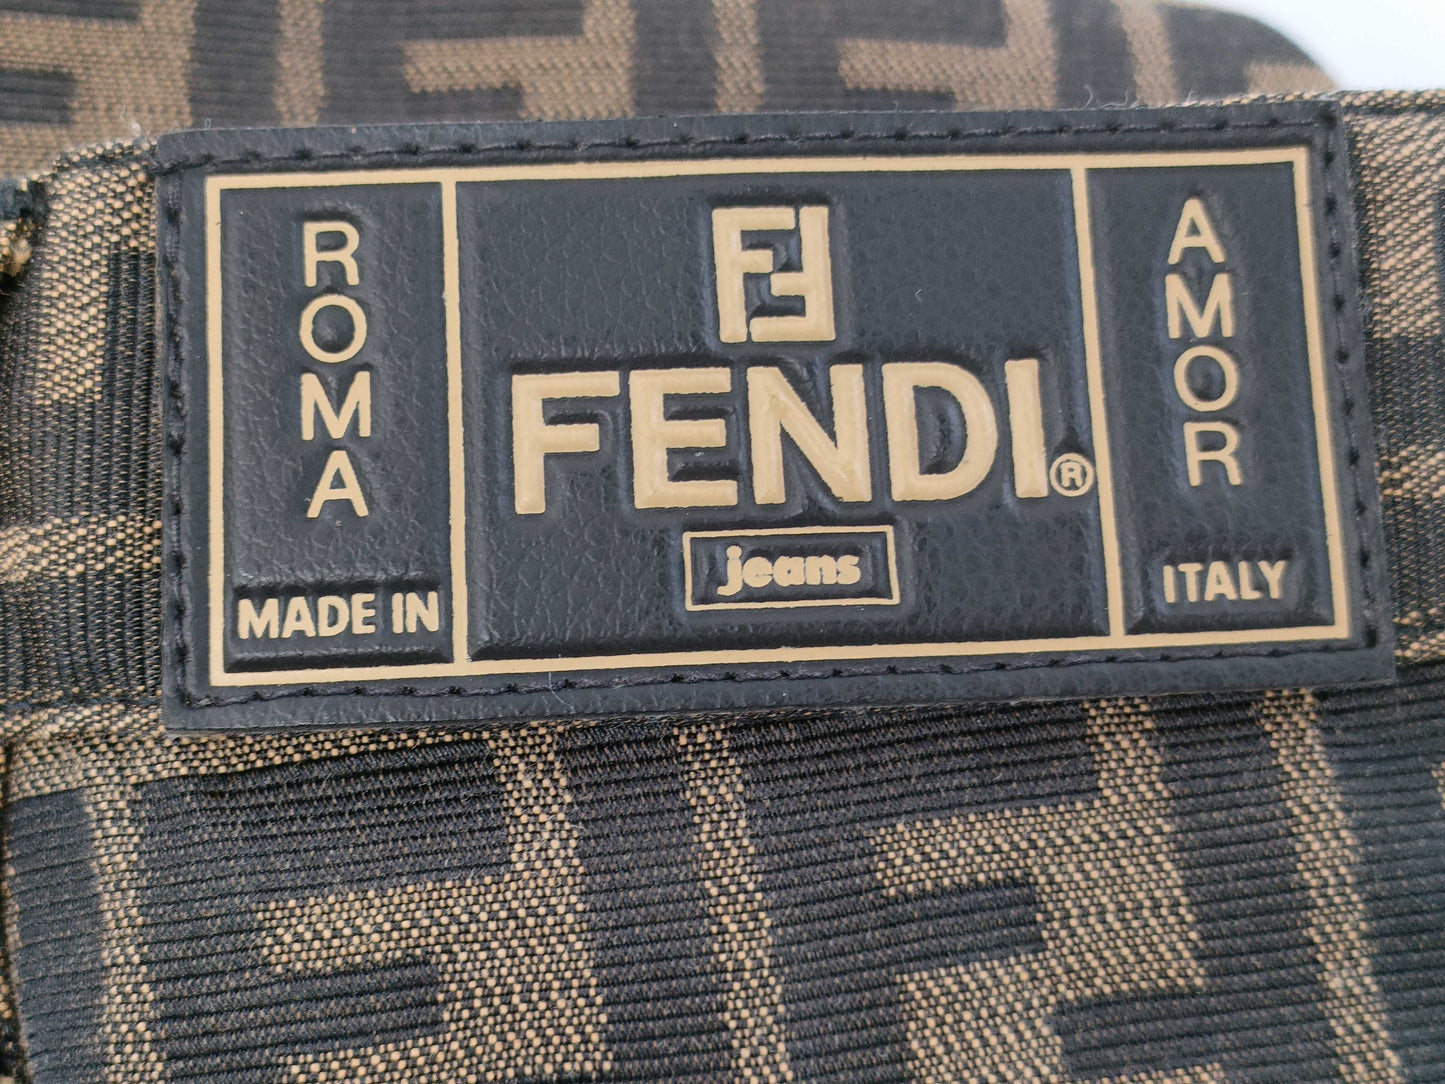 ROMA
MADE IN
FF
FENDI®
jeans
AMOR
ITALY